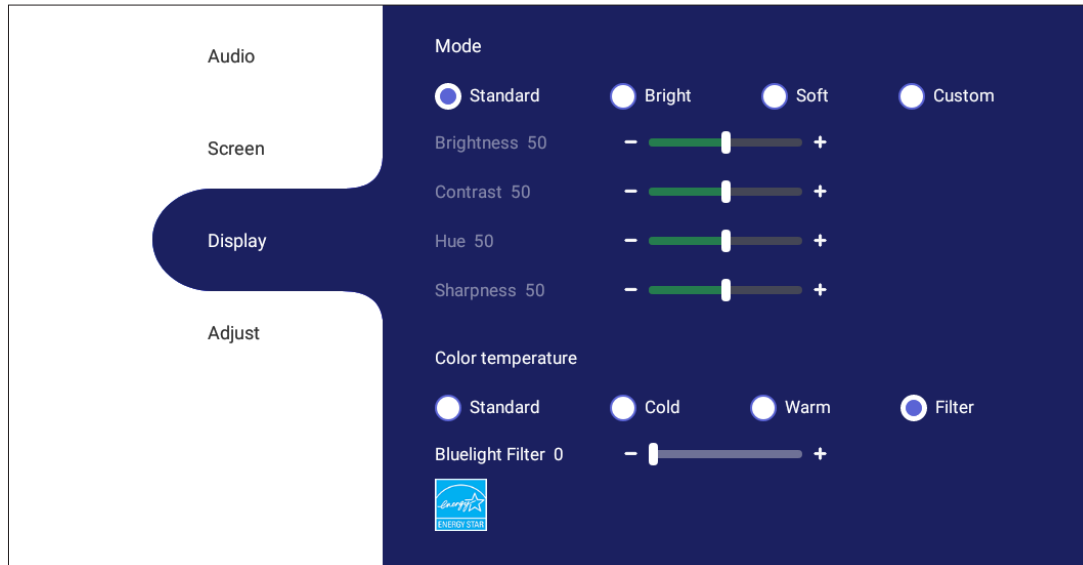 Audio
Screen
Display
Adjust
Mode
Standard Bright Soft Custom
Brightness 50 - +
Contrast 50 - +
Hue 50 - +
Sharpness 50 - +
Color temperature
Standard Cold Warm Filter
Bluelight Filter 0 - +
energy
ENERGY STAR